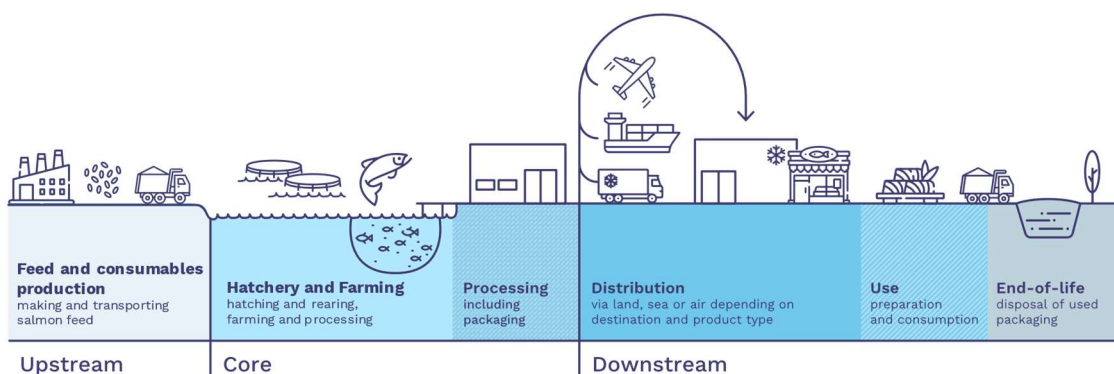 Feed and consumables
production
making and transporting
salmon feed
Hatchery and Farming
hatching and rearing,
farming and processing
Processing
including
packaging
Distribution
via land, sea or air depending on
destination and product type
Use
preparation
and consumption
End-of-life
disposal of used
packaging
Upstream
Core
Downstream